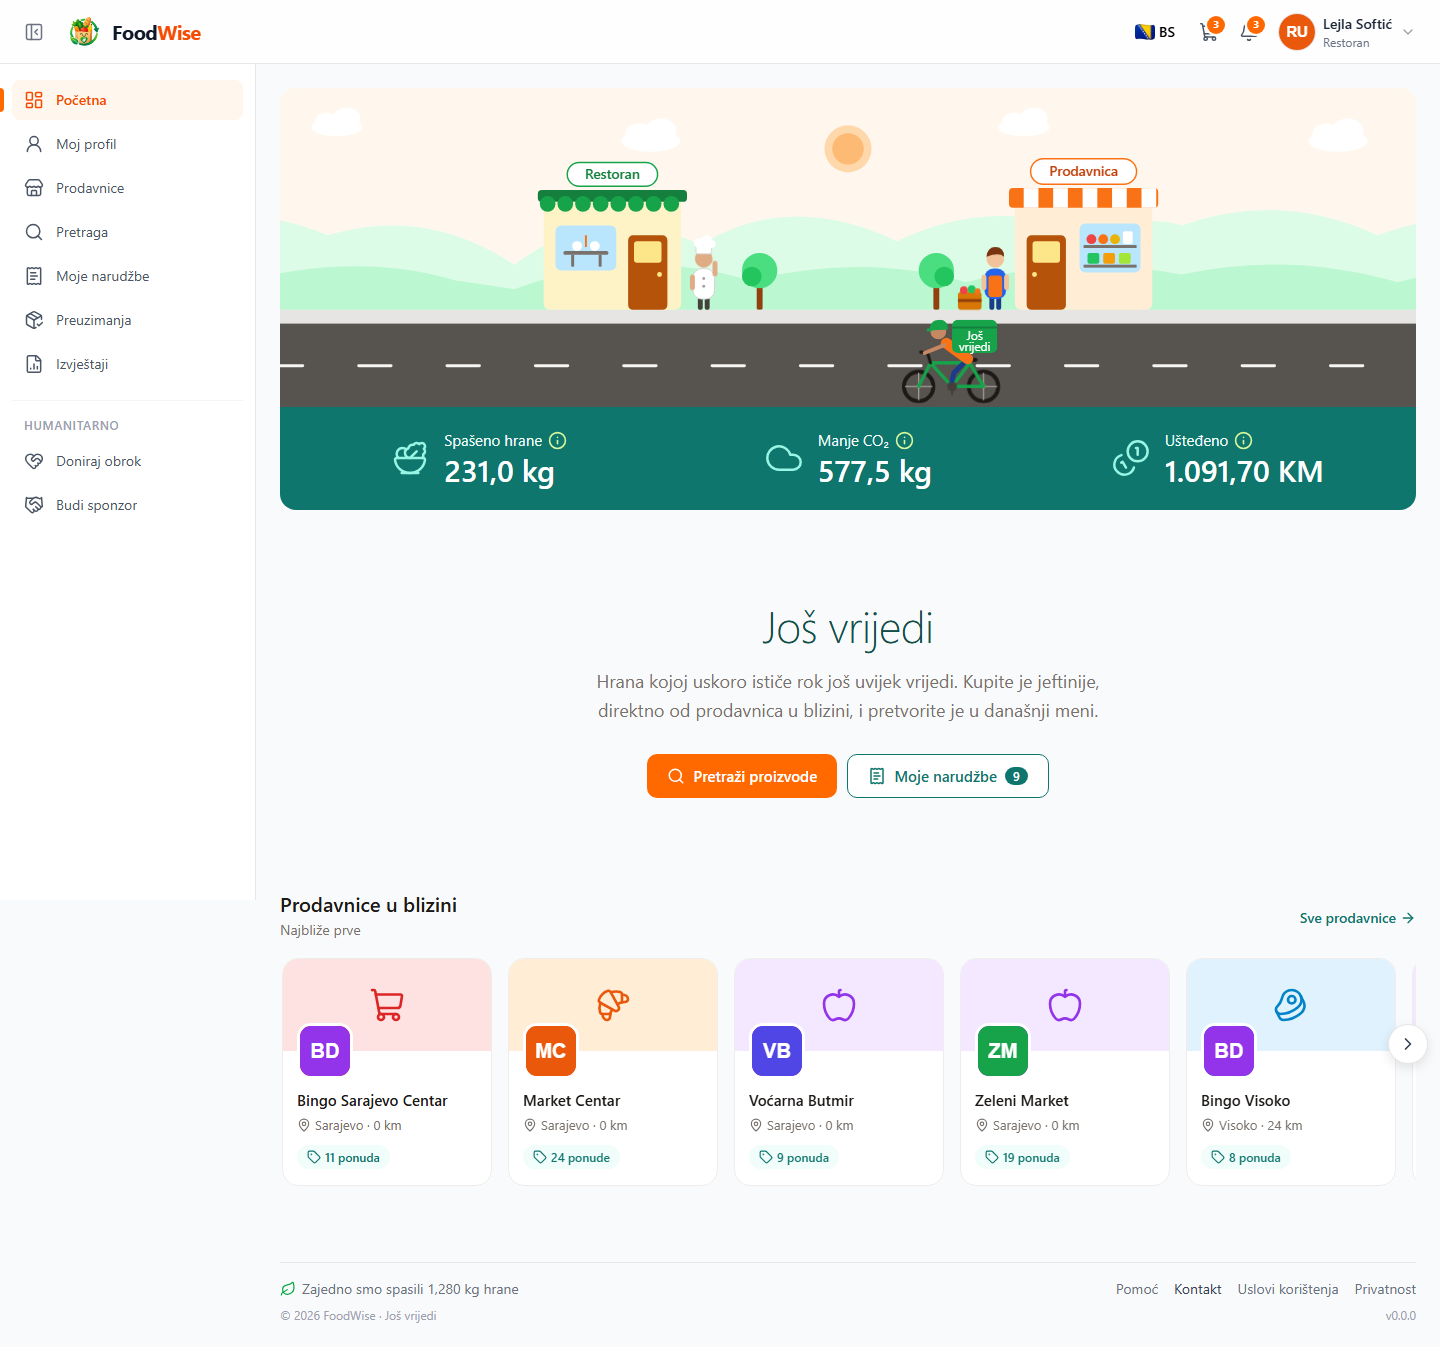 FoodWise
BS
3
3
RU
Lejla Softić
Restoran
Početna
Moj profil
Prodavnice
Pretraga
Moje narudžbe
Preuzimanja
Izvještaji
HUMANITARNO
Doniraj obrok
Budi sponzor
Restoran
Prodavnica
Još
vrijedi
Spašeno hrane
231,0 kg
Manje CO₂
577,5 kg
Ušteđeno
1.091,70 KM
Još vrijedi
Hrana kojoj uskoro ističe rok još uvijek vrijedi. Kupite je jeftinije,
direktno od prodavnica u blizini, i pretvorite je u današnji meni.
Pretraži proizvode
Moje narudžbe 9
Prodavnice u blizini
Najbliže prve
Sve prodavnice
BD
Bingo Sarajevo Centar
Sarajevo · 0 km
11 ponuda
MC
Market Centar
Sarajevo · 0 km
24 ponude
VB
Voćarna Butmir
Sarajevo · 0 km
9 ponuda
ZM
Zeleni Market
Sarajevo · 0 km
19 ponuda
BD
Bingo Visoko
Visoko · 24 km
8 ponuda
Zajedno smo spasili 1,280 kg hrane
Pomoć Kontakt Uslovi korištenja Privatnost
© 2026 FoodWise · Još vrijedi
v0.0.0